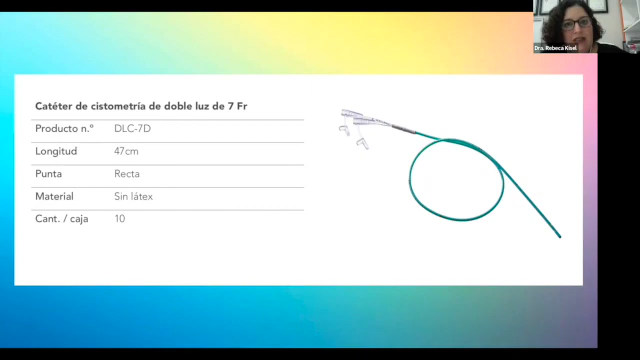 Dra. Rebeca Kisel
Catéter de cistometría de doble luz de 7 Fr
Producto n.º DLC-7D
Longitud 47cm
Punta Recta
Material Sin látex
Cant. / caja 10